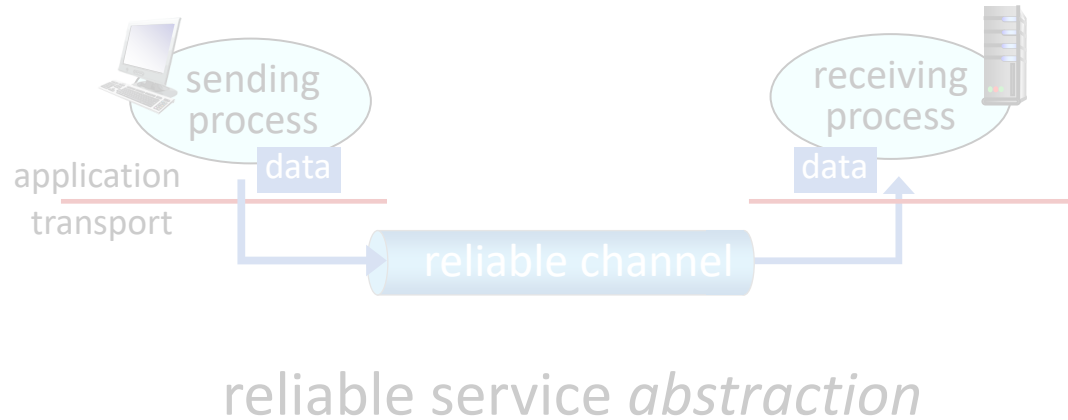 sending
process
data
receiving
process
data
application
transport
reliable channel
reliable service abstraction